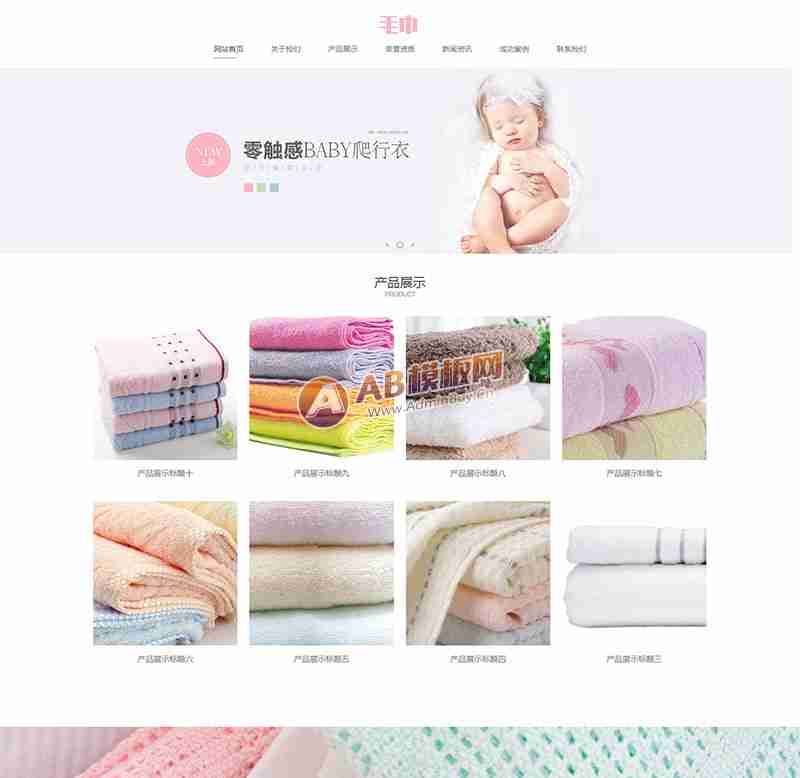 毛巾
网站首页 关于我们 产品展示 荣誉资质 新闻资讯 成功案例 联系我们
NEW
上新
零触感BABY爬行衣
产品展示
PRODUCT
AB模板网
Www.Adminbuy.cn
产品展示标题十 产品展示标题九 产品展示标题八 产品展示标题七
产品展示标题六 产品展示标题五 产品展示标题四 产品展示标题三